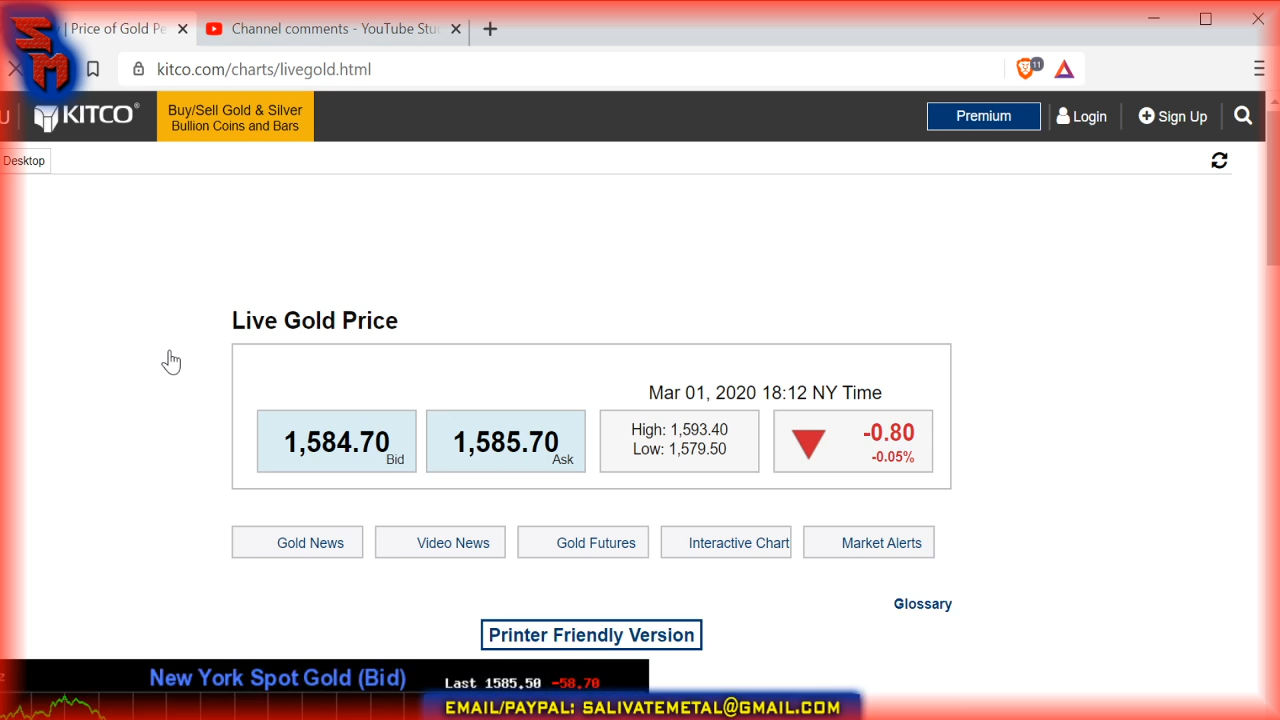 SM
| Price of Gold Pe
Channel comments - YouTube Stu
kitco.com/charts/livegold.html
11
U
KITCO®
Buy/Sell Gold & Silver
Bullion Coins and Bars
Premium
Login
Sign Up
Desktop
Live Gold Price
Mar 01, 2020 18:12 NY Time
1,584.70
Bid
1,585.70
Ask
High: 1,593.40
Low: 1,579.50
-0.80
-0.05%
Gold News
Video News
Gold Futures
Interactive Chart
Market Alerts
Glossary
Printer Friendly Version
New York Spot Gold (Bid)
Last 1585.50 -58.70
EMAIL/PAYPAL: SALIVATEMETAL@GMAIL.COM